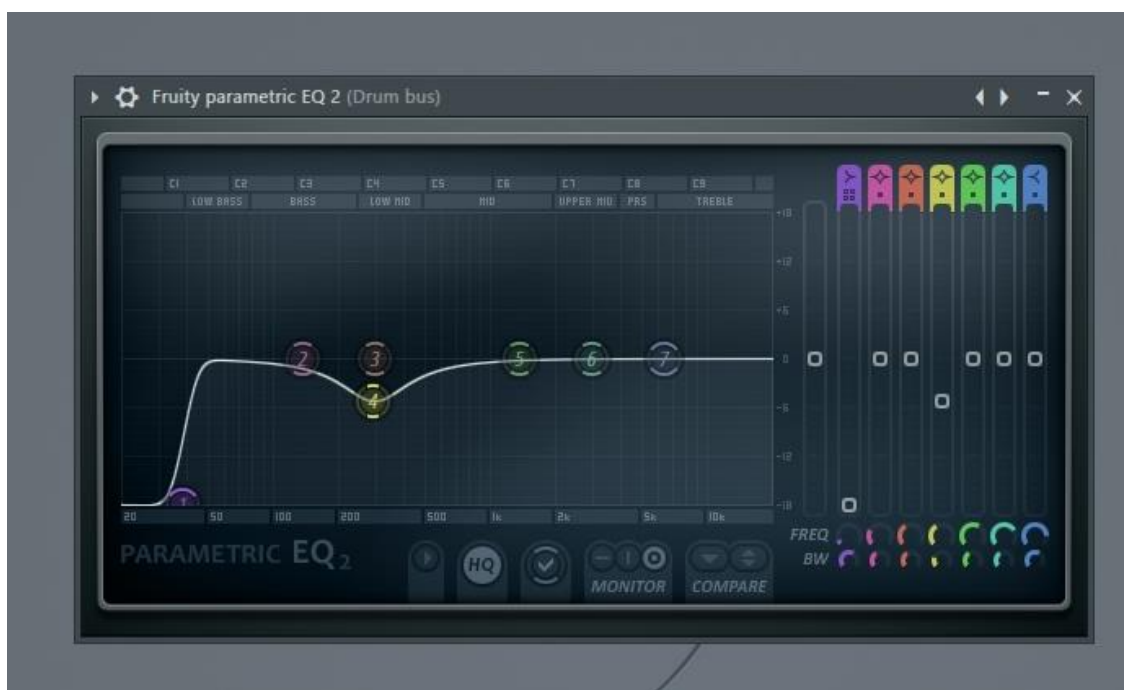 Fruity parametric EQ 2 (Drum bus)
C1 C2 C3 C4 C5 C6 C7 C8 C9
LOW BASS BASS LOW MID MID UPPER MID PRS TREBLE
+18
+12
+6
2 3 5 6 7 0
4
-6
-12
1 -18
20 50 100 200 500 1k 2k 5k 10k
FREQ
PARAMETRIC EQ2 HQ BW
MONITOR COMPARE